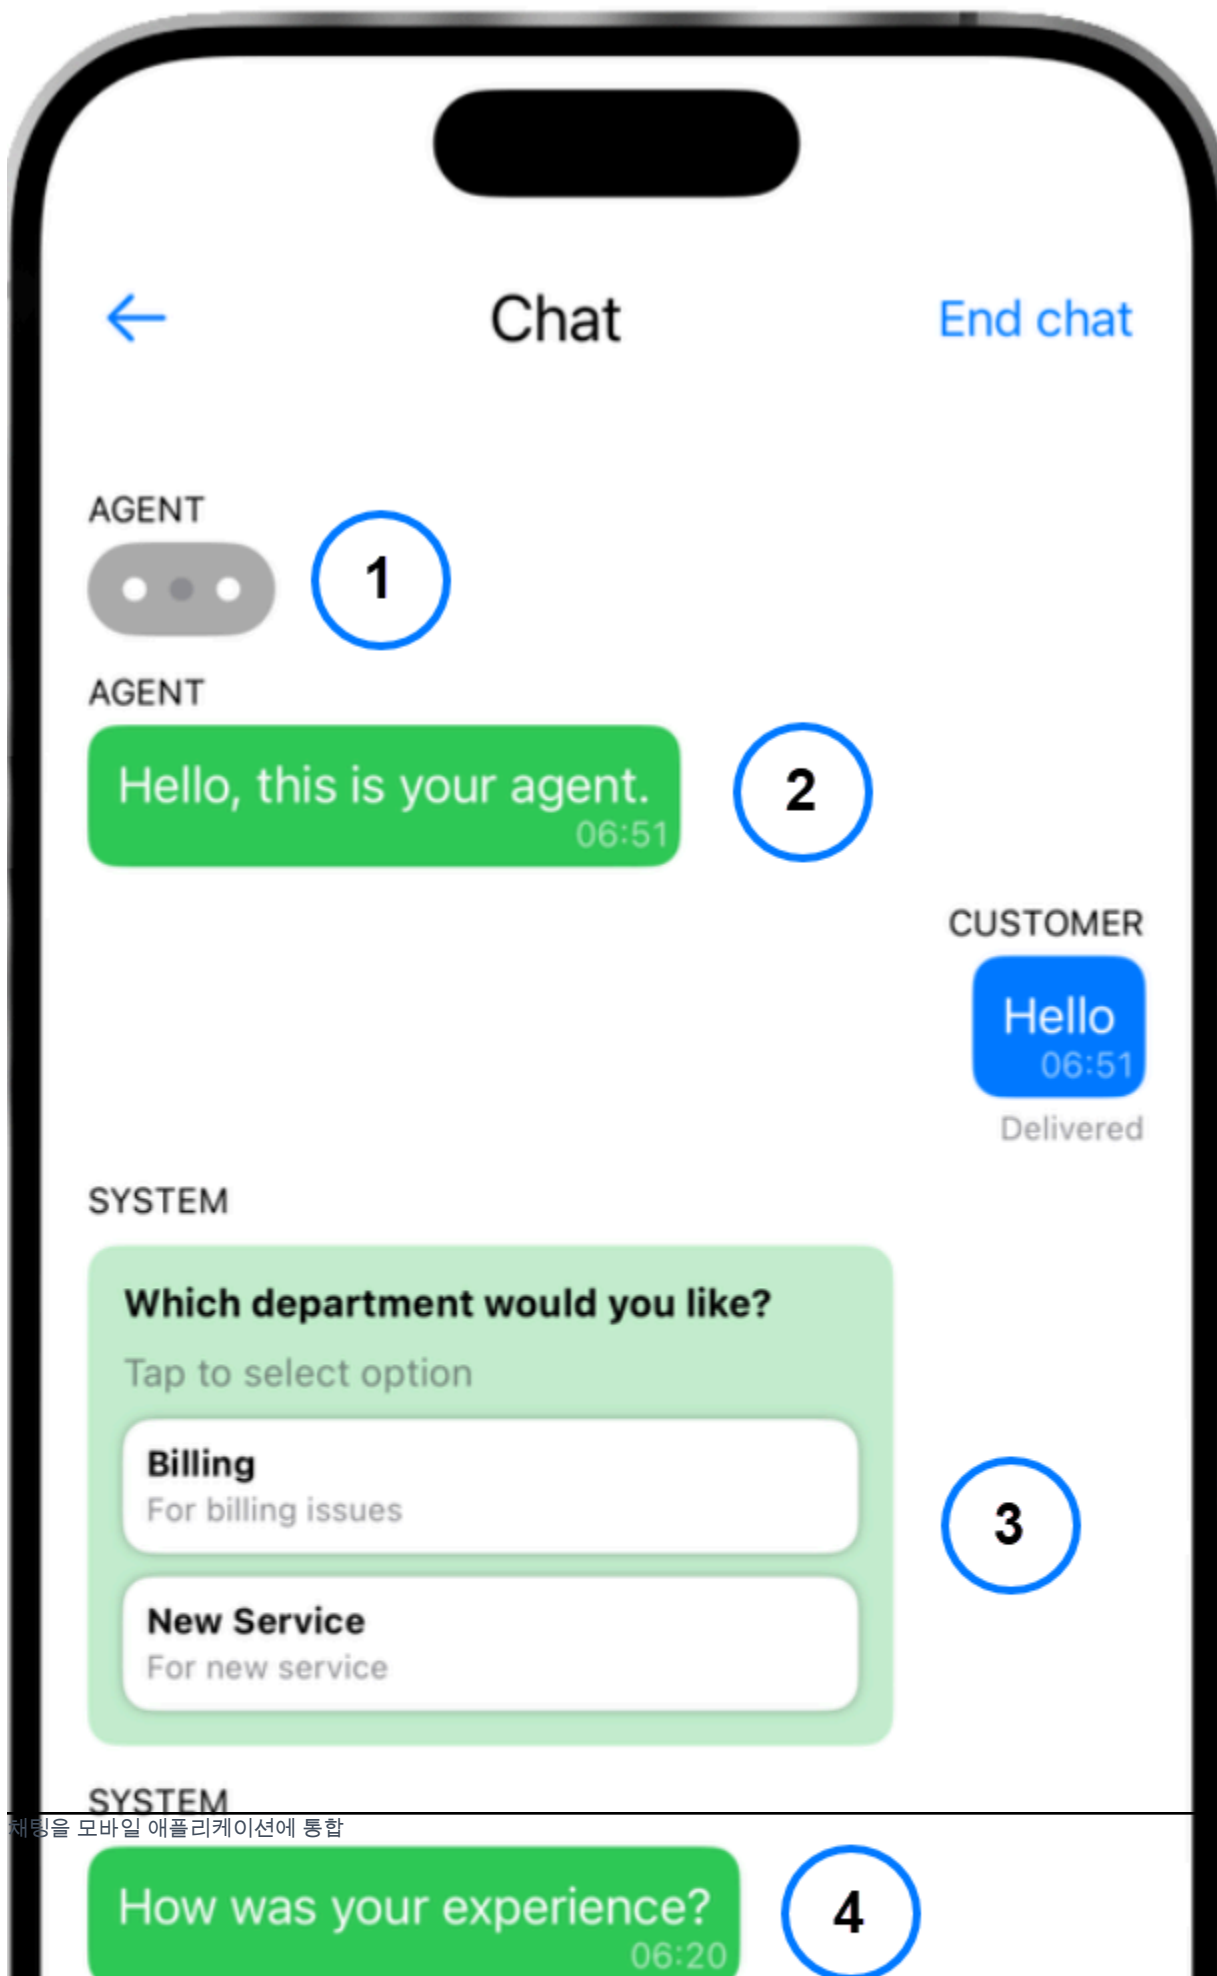 Chat
End chat
AGENT
1
AGENT
Hello, this is your agent.
06:51
2
CUSTOMER
Hello
06:51
Delivered
SYSTEM
Which department would you like?
Tap to select option
Billing
For billing issues
3
New Service
For new service
SYSTEM
채팅을 모바일 애플리케이션에 통합
How was your experience?
06:20
4